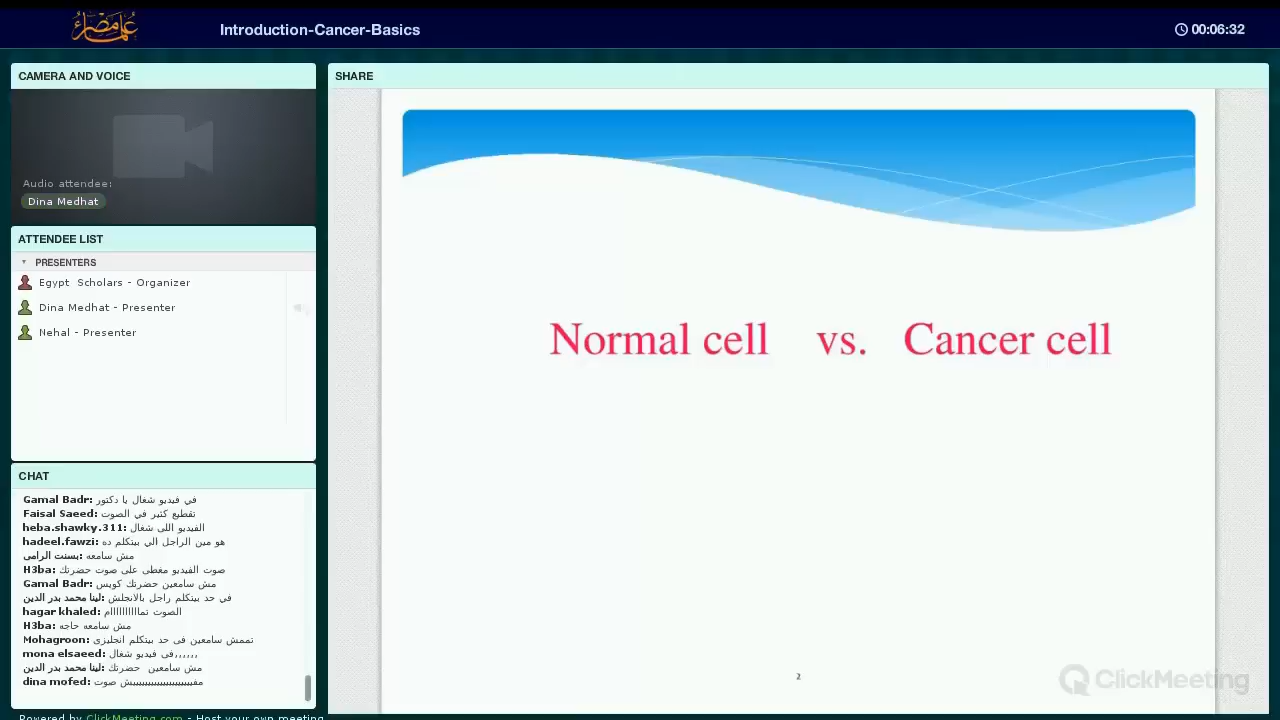 علماء مصر
Introduction-Cancer-Basics
00:06:32
CAMERA AND VOICE
Audio attendee:
Dina Medhat
ATTENDEE LIST
PRESENTERS
Egypt Scholars - Organizer
Dina Medhat - Presenter
Nehal - Presenter
CHAT
Gamal Badr: في فيديو شغال يا دكتور
Faisal Saeed: تقطيع كتير في الصوت
heba.shawky.311: الفيديو اللى شغال
hadeel.fawzi: هو مين الراجل الي بيتكلم ده
بسنت الرامى: مش سامعه
H3ba: صوت الفيديو مغطى على صوت حضرتك
Gamal Badr: مش سامعين حضرتك كويس
لينا محمد بدر الدين: في حد بيتكلم راجل بالانجلش
hagar khaled: الصوت تماااااااااام
H3ba: مش سامعه حاجه
Mohagroon: تممش سامعين فى حد بيتكلم انجليزى
mona elsaeed: فى فيديو شغال,,,,,,
لينا محمد بدر الدين: مش سامعين حضرتك
dina mofed: مفيييييييييييييييييييييش صوت
Powered by ClickMeeting.com - Host your own meeting
SHARE
Normal cell vs. Cancer cell
2
ClickMeeting